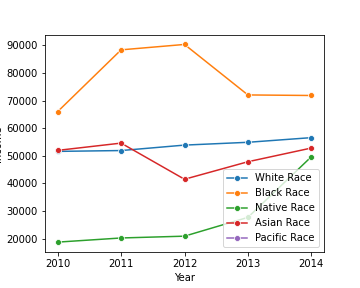 90000
80000
70000
60000
50000
40000
30000
20000
White Race
Black Race
Native Race
Asian Race
Pacific Race
2010 2011 2012 2013 2014
Year